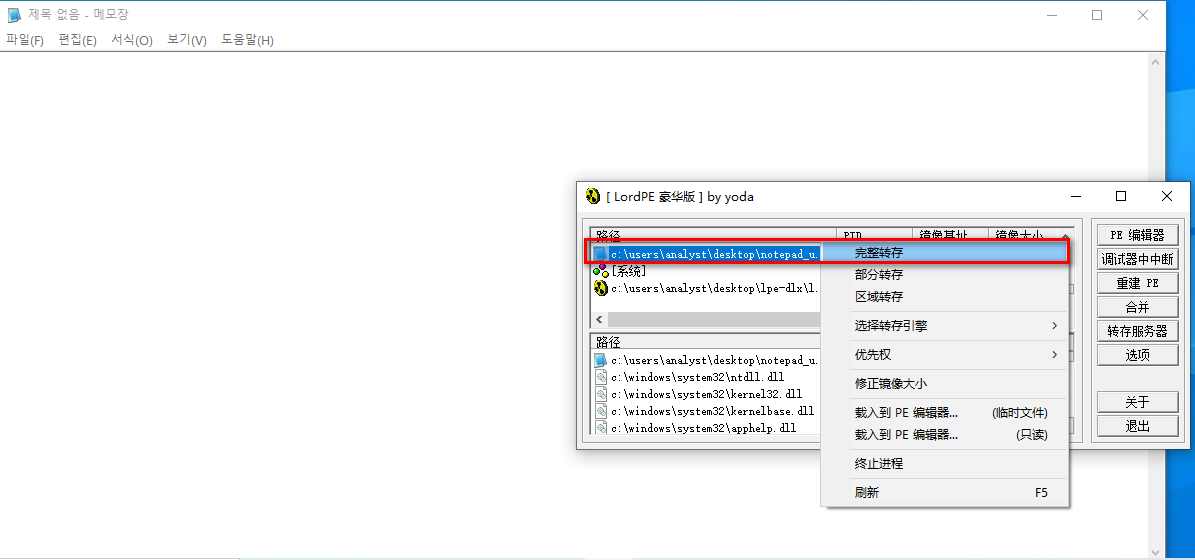 제목 없음 - 메모장
파일(F) 편집(E) 서식(O) 보기(V) 도움말(H)
[ LordPE 豪华版 ] by yoda
路径 PID 镜像基址 镜像大小
c:\users\analyst\desktop\notepad_u.
[系统]
c:\users\analyst\desktop\lpe-dlx\l.
路径
c:\users\analyst\desktop\notepad_u.
c:\windows\system32\ntdll.dll
c:\windows\system32\kernel32.dll
c:\windows\system32\kernelbase.dll
c:\windows\system32\apphelp.dll
完整转存
部分转存
区域转存
选择转存引擎
优先权
修正镜像大小
载入到 PE 编辑器... (临时文件)
载入到 PE 编辑器... (只读)
终止进程
刷新 F5
PE 编辑器
调试器中中断
重建 PE
合并
转存服务器
选项
关于
退出